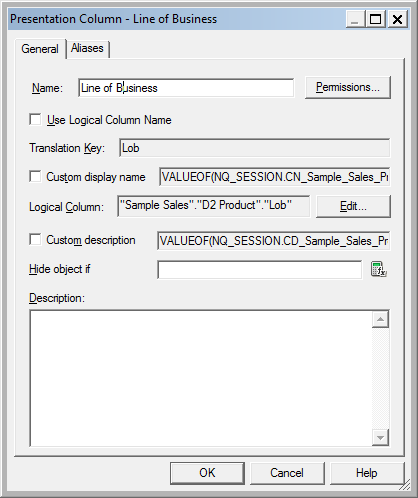 Presentation Column - Line of Business
General Aliases
Name: Line of Business Permissions...
Use Logical Column Name
Translation Key: Lob
Custom display name VALUEOF(NQ_SESSION.CN_Sample_Sales_Pr
Logical Column: "Sample Sales"."D2 Product"."Lob" Edit...
Custom description VALUEOF(NQ_SESSION.CD_Sample_Sales_Pr
Hide object if
Description:
OK Cancel Help